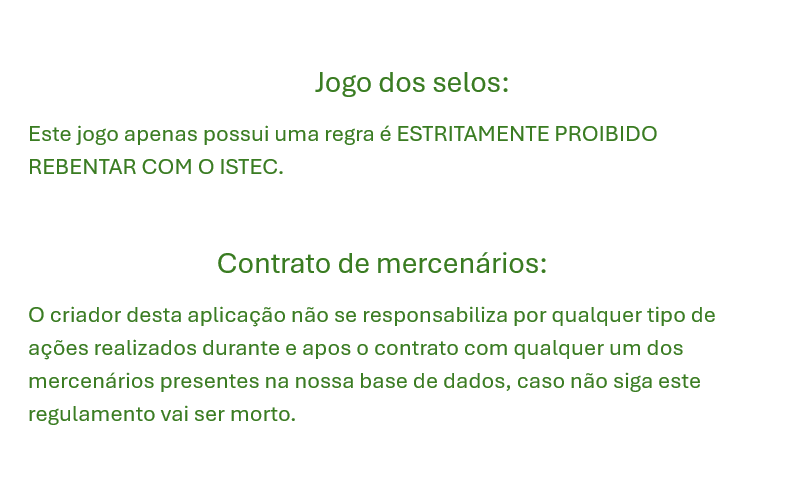 Jogo dos selos:
Este jogo apenas possui uma regra é ESTRITAMENTE PROIBIDO
REBENTAR COM O ISTEC.
Contrato de mercenários:
O criador desta aplicação não se responsabiliza por qualquer tipo de
ações realizados durante e apos o contrato com qualquer um dos
mercenários presentes na nossa base de dados, caso não siga este
regulamento vai ser morto.